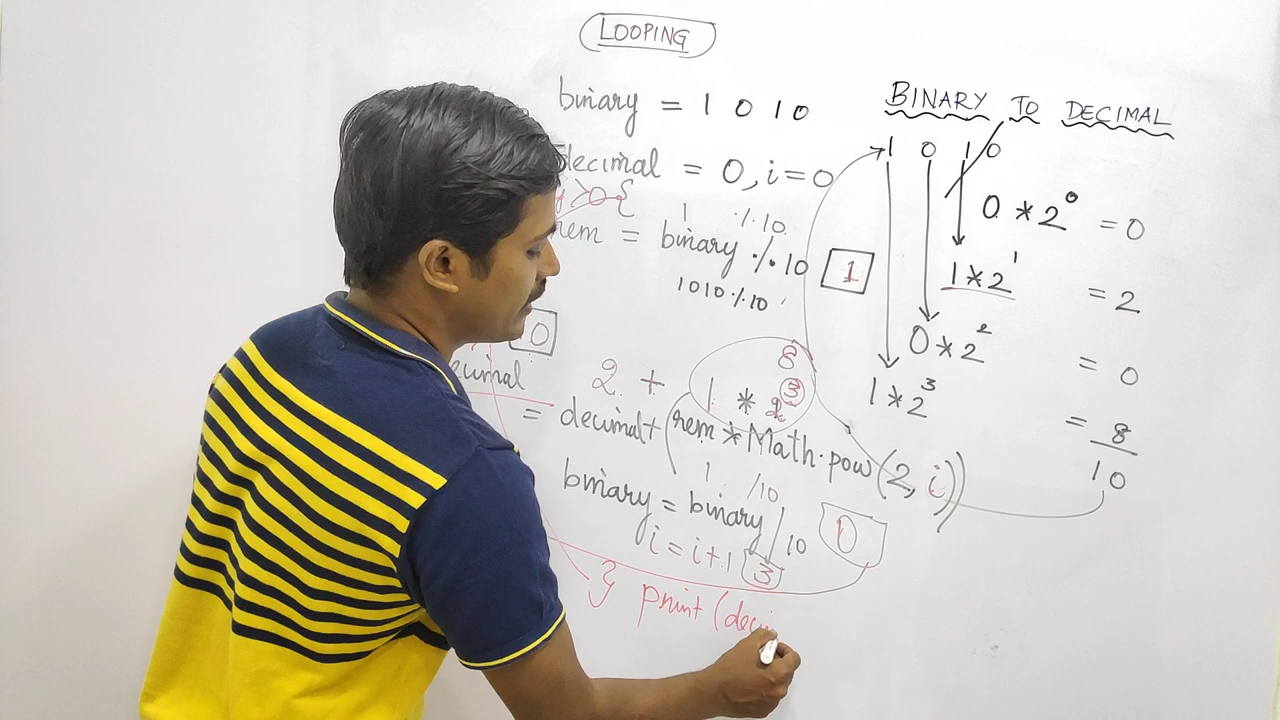 LOOPING
binary = 1 0 1 0
decimal = 0, i=0
>0 {
1 % 10
rem = binary % 10
1
1010 % 10
0
2 + 1 * 2
3
8
= decimal + rem * Math.pow(2, i)
1 /10
binary = binary / 10
0
i = i+1
3
} print (deci
BINARY TO DECIMAL
1 0 1 0
0 * 2^0 = 0
1 * 2^1 = 2
0 * 2^2 = 0
1 * 2^3 = 8
10